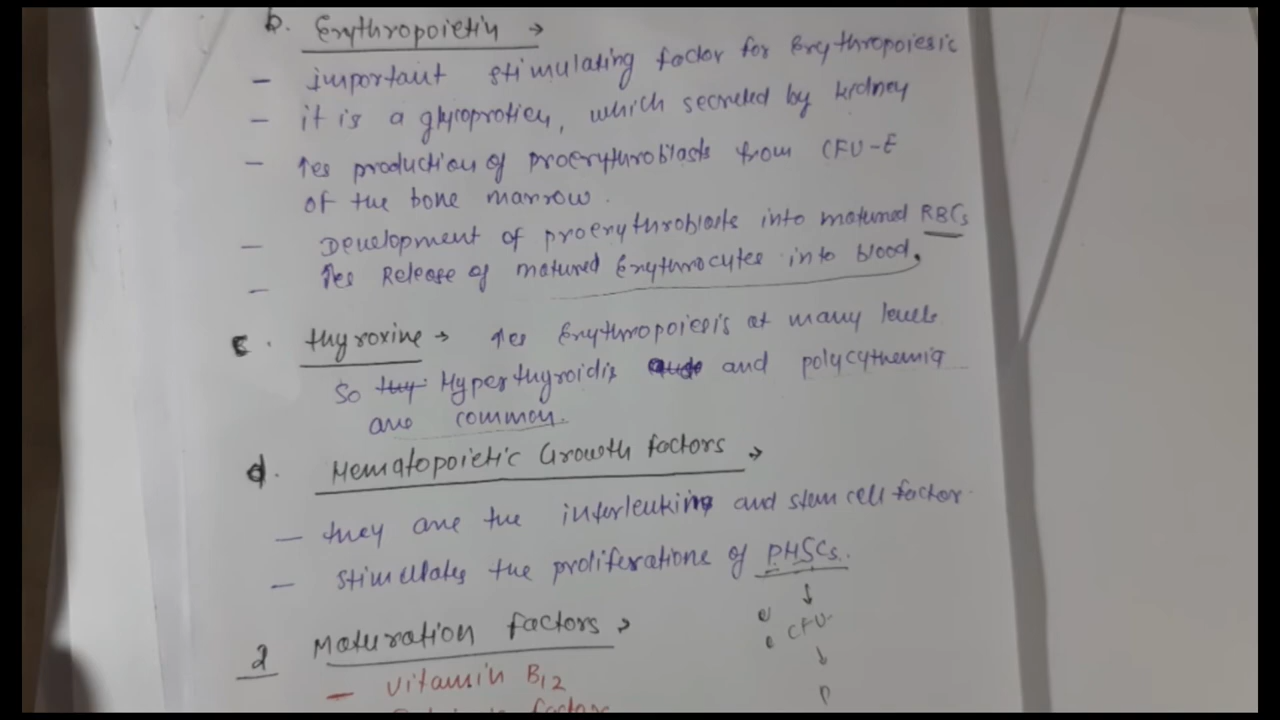 b. Erythropoietin →
- important stimulating factor for Erythropoiesis
- it is a glycoprotien, which secreted by kidney
- ↑es production of proerythroblasts from CFU-E
of the bone marrow.
- Development of proerythroblasts into matured RBCs
- ↑es Release of matured Erythrocytes into blood.
c. thyroxine → ↑es Erythropoiesis at many levels
So Hyperthyroidis and polycythemia
are common.
d. Hematopoietic Growth factors →
- they are the interleukins and stem cell factor.
- stimulates the proliferations of PHSCs.
↓
CFU-
↓
P
2 Maturation factors →
- vitamin B12
factor